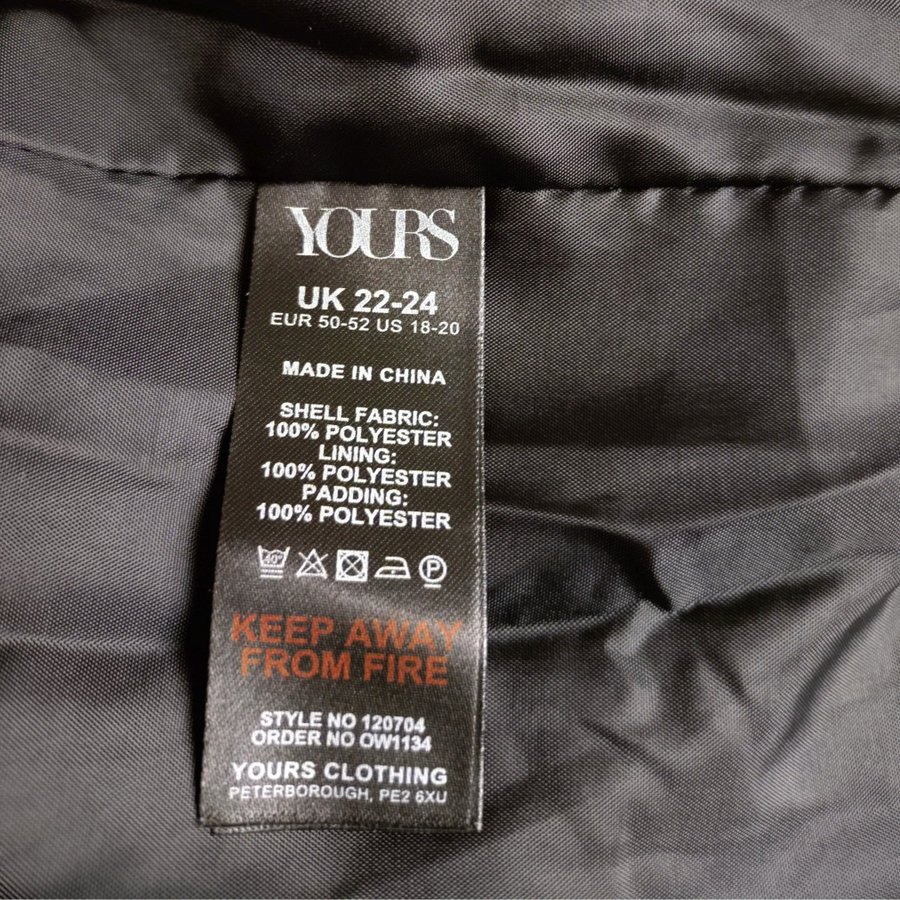 YOURS
UK 22-24
EUR 50-52 US 18-20
MADE IN CHINA
SHELL FABRIC:
100% POLYESTER
LINING:
100% POLYESTER
PADDING:
100% POLYESTER
40° P
KEEP AWAY
FROM FIRE
STYLE NO 120704
ORDER NO OW1134
YOURS CLOTHING
PETERBOROUGH, PE2 6XU